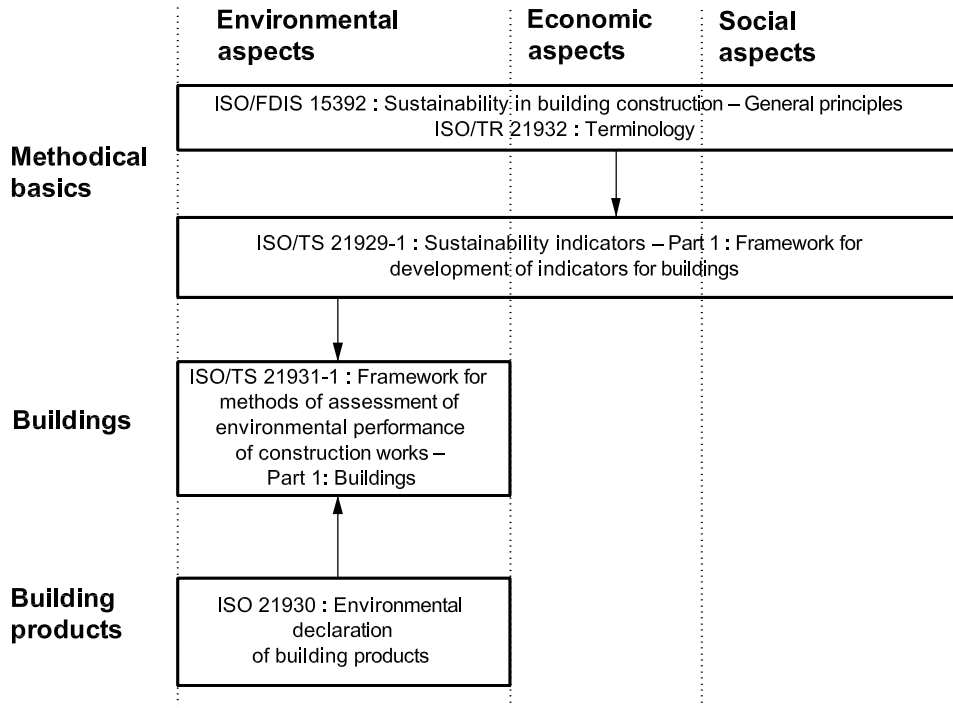 Environmental
aspects
Economic
aspects
Social
aspects
Methodical
basics
ISO/FDIS 15392 : Sustainability in building construction – General principles
ISO/TR 21932 : Terminology
ISO/TS 21929-1 : Sustainability indicators – Part 1 : Framework for
development of indicators for buildings
Buildings
ISO/TS 21931-1 : Framework for
methods of assessment of
environmental performance
of construction works –
Part 1: Buildings
Building
products
ISO 21930 : Environmental
declaration
of building products